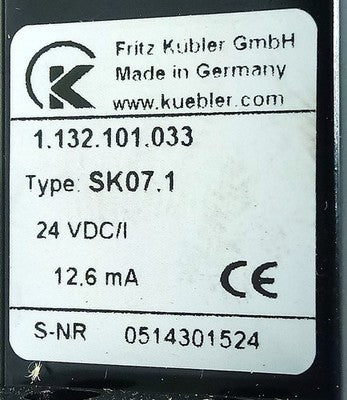 K
Fritz Kubler GmbH
Made in Germany
www.kuebler.com
1.132.101.033
Type: SK07.1
24 VDC/I
12.6 mA
CE
S-NR 0514301524